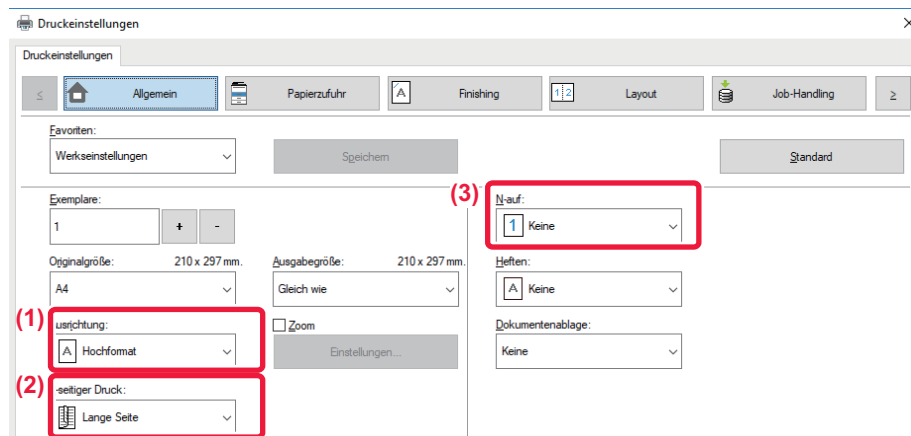 Druckeinstellungen
Druckeinstellungen
≤ Allgemein Papierzufuhr A Finishing 1 2 Layout Job-Handling ≥
Favoriten:
Werkseinstellungen Speichern Standard
(3)
Exemplare: N-auf:
1 + - 1 Keine
Originalgröße: 210 x 297 mm. Ausgabegröße: 210 x 297 mm. Heften:
A4 Gleich wie A Keine
(1) usrichtung: Zoom Dokumentenablage:
A Hochformat Einstellungen... Keine
(2) -seitiger Druck:
Lange Seite